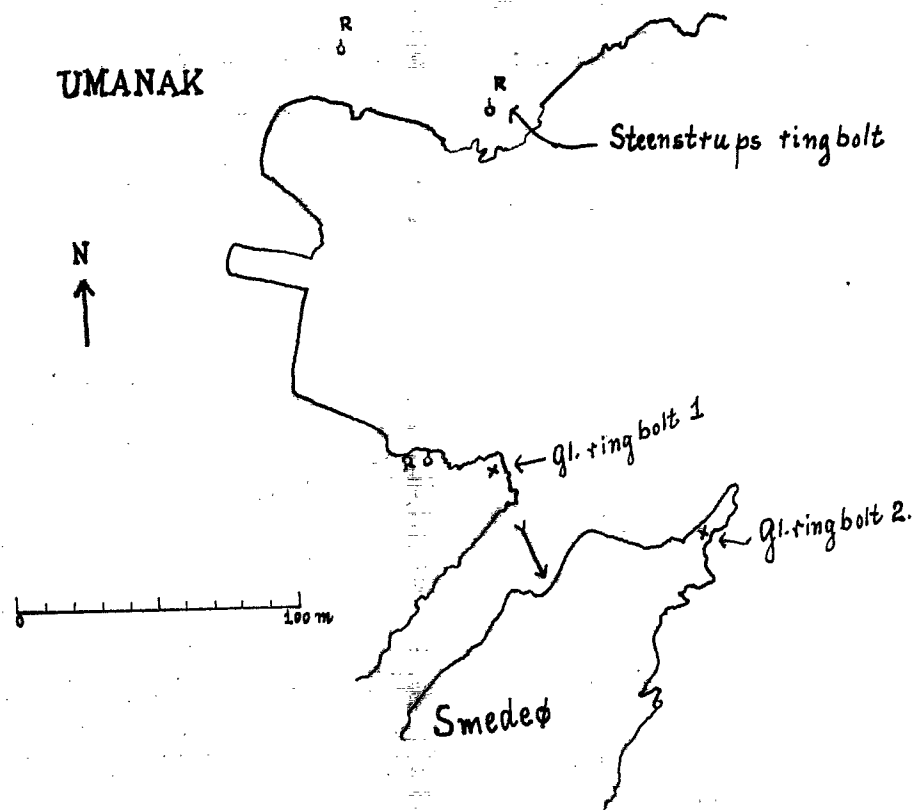 R
UMANAK
R
Steenstrups ringbolt
N
gl. ringbolt 1
R
gl. ringbolt 2.
0
100 m
Smedeø